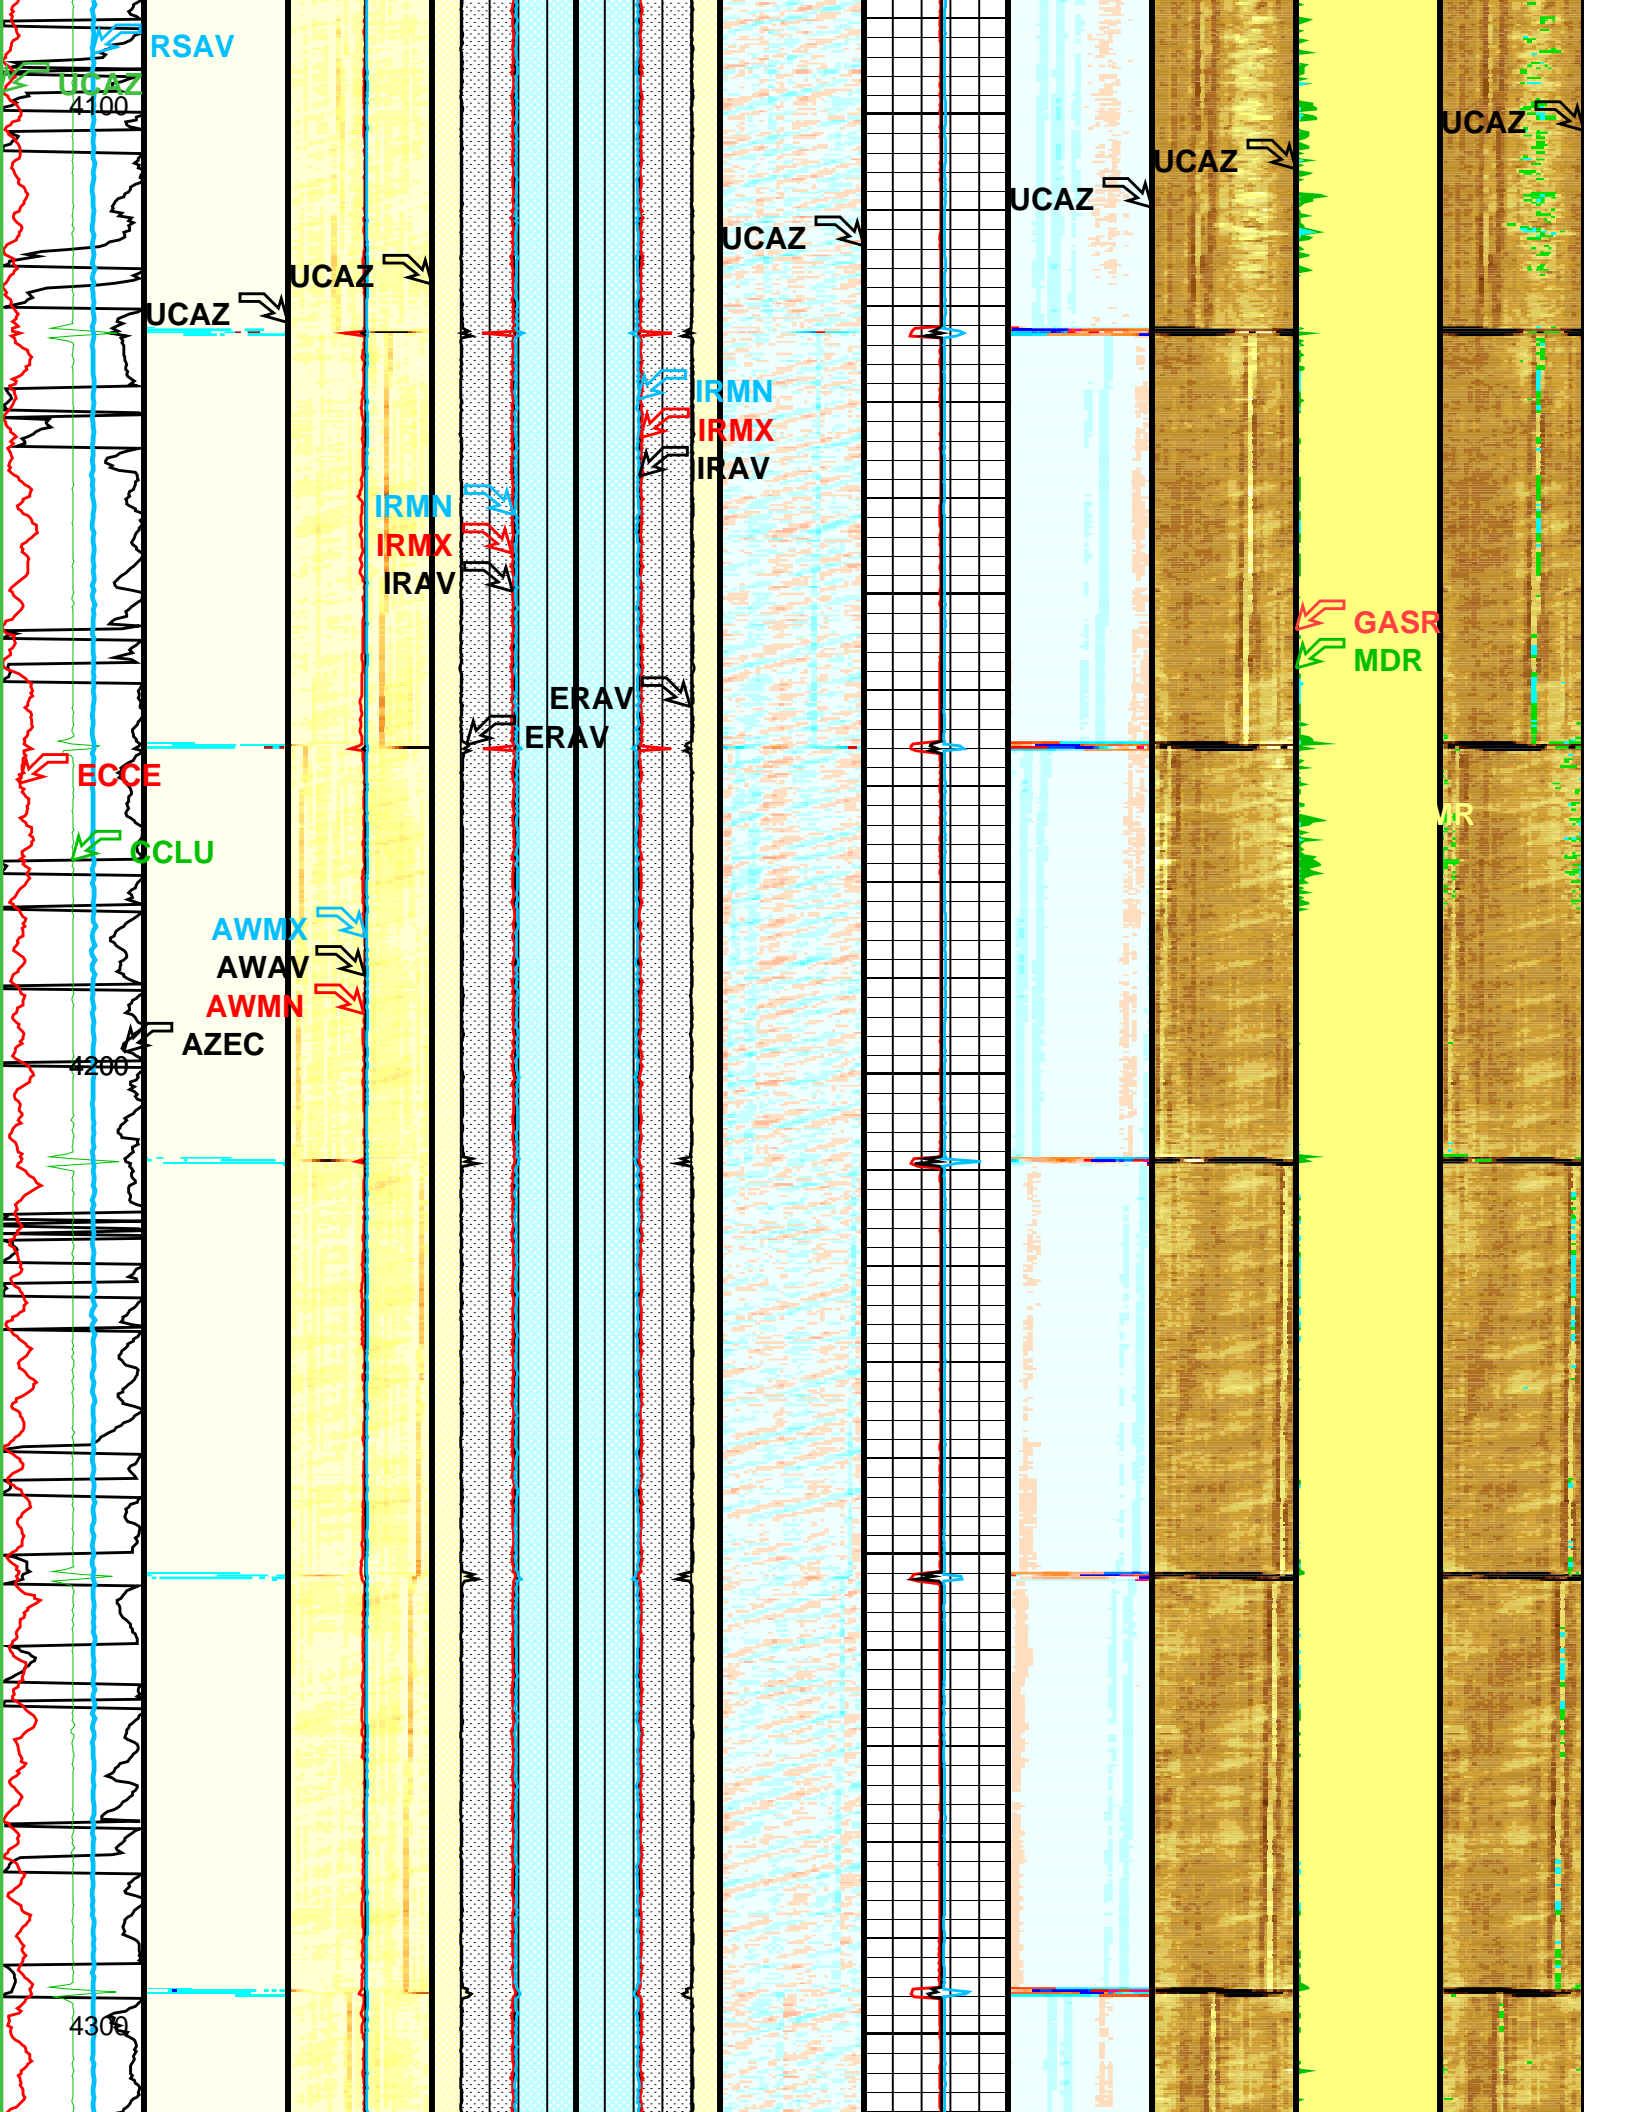 RSAV
UCAZ
4100
UCAZ
UCAZ
UCAZ
UCAZ
UCAZ
UCAZ
UCAZ
IRMN
IRMX
IRAV
IRMN
IRMX
IRAV
GASR
MDR
ERAV
ERAV
ECCE
MR
CCLU
AWMX
AWAV
AWMN
AZEC
4200
4300